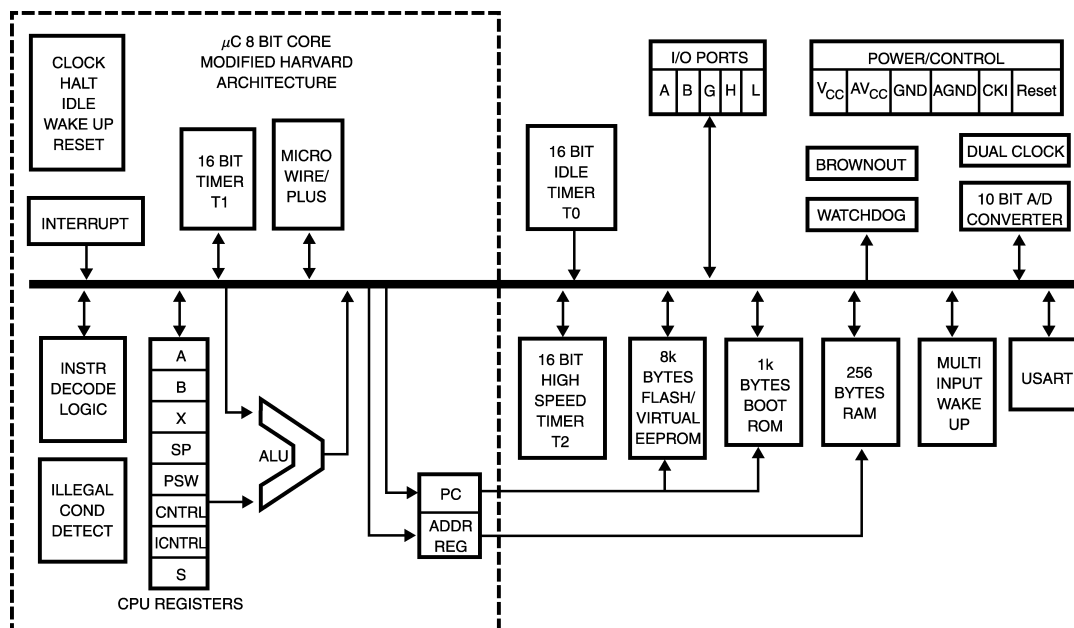 μC 8 BIT CORE
MODIFIED HARVARD
ARCHITECTURE
CLOCK
HALT
IDLE
WAKE UP
RESET
INTERRUPT
16 BIT
TIMER
T1
MICRO
WIRE/
PLUS
16 BIT
IDLE
TIMER
T0
I/O PORTS
A B G H L
POWER/CONTROL
VCC AVCC GND AGND CKI Reset
BROWNOUT
WATCHDOG
DUAL CLOCK
10 BIT A/D
CONVERTER
INSTR
DECODE
LOGIC
ILLEGAL
COND
DETECT
A
B
X
SP
PSW
CNTRL
ICNTRL
S
CPU REGISTERS
ALU
PC
ADDR
REG
16 BIT
HIGH
SPEED
TIMER
T2
8k
BYTES
FLASH/
VIRTUAL
EEPROM
1k
BYTES
BOOT
ROM
256
BYTES
RAM
MULTI
INPUT
WAKE
UP
USART